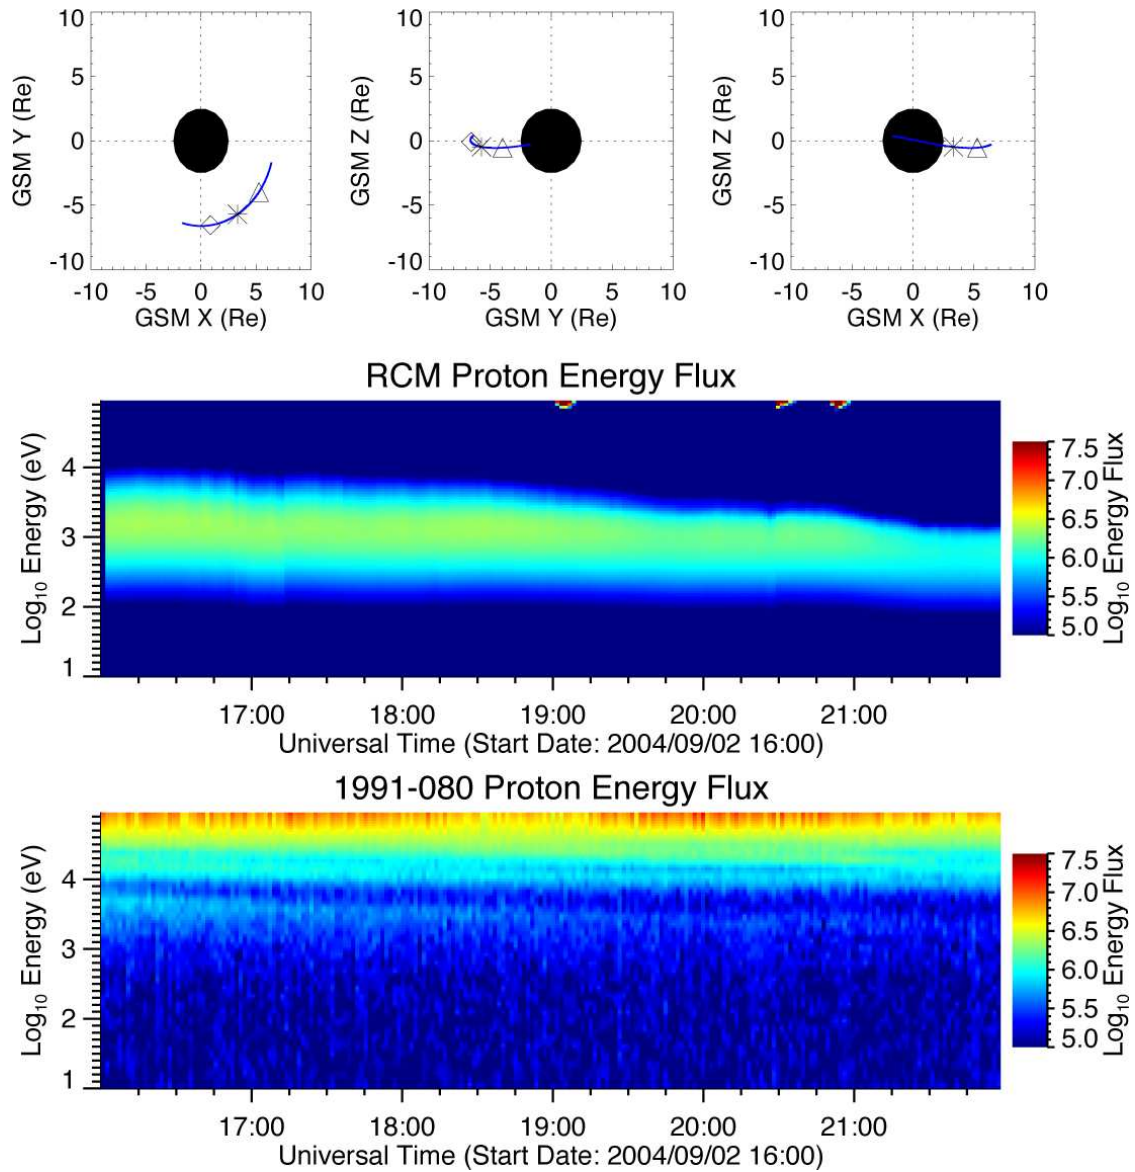 10
5
0
-5
-10
GSM Y (Re)
-10 -5 0 5 10
GSM X (Re)
10
5
0
-5
-10
GSM Z (Re)
-10 -5 0 5 10
GSM Y (Re)
10
5
0
-5
-10
GSM Z (Re)
-10 -5 0 5 10
GSM X (Re)
RCM Proton Energy Flux
Log10 Energy (eV)
4
3
2
1
17:00 18:00 19:00 20:00 21:00
Universal Time (Start Date: 2004/09/02 16:00)
7.5
7.0
6.5
6.0
5.5
5.0
Log10 Energy Flux
1991-080 Proton Energy Flux
Log10 Energy (eV)
4
3
2
1
17:00 18:00 19:00 20:00 21:00
Universal Time (Start Date: 2004/09/02 16:00)
7.5
7.0
6.5
6.0
5.5
5.0
Log10 Energy Flux